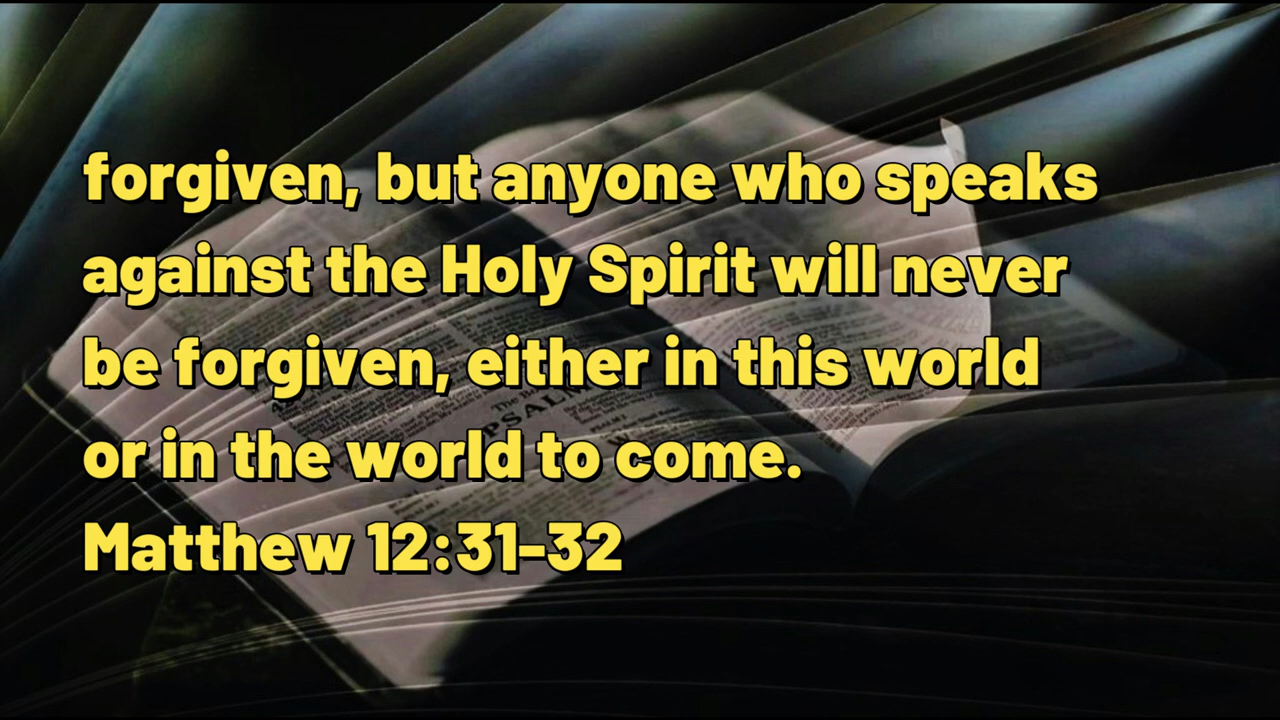 forgiven, but anyone who speaks
against the Holy Spirit will never
be forgiven, either in this world
or in the world to come.
Matthew 12:31-32
PSALM